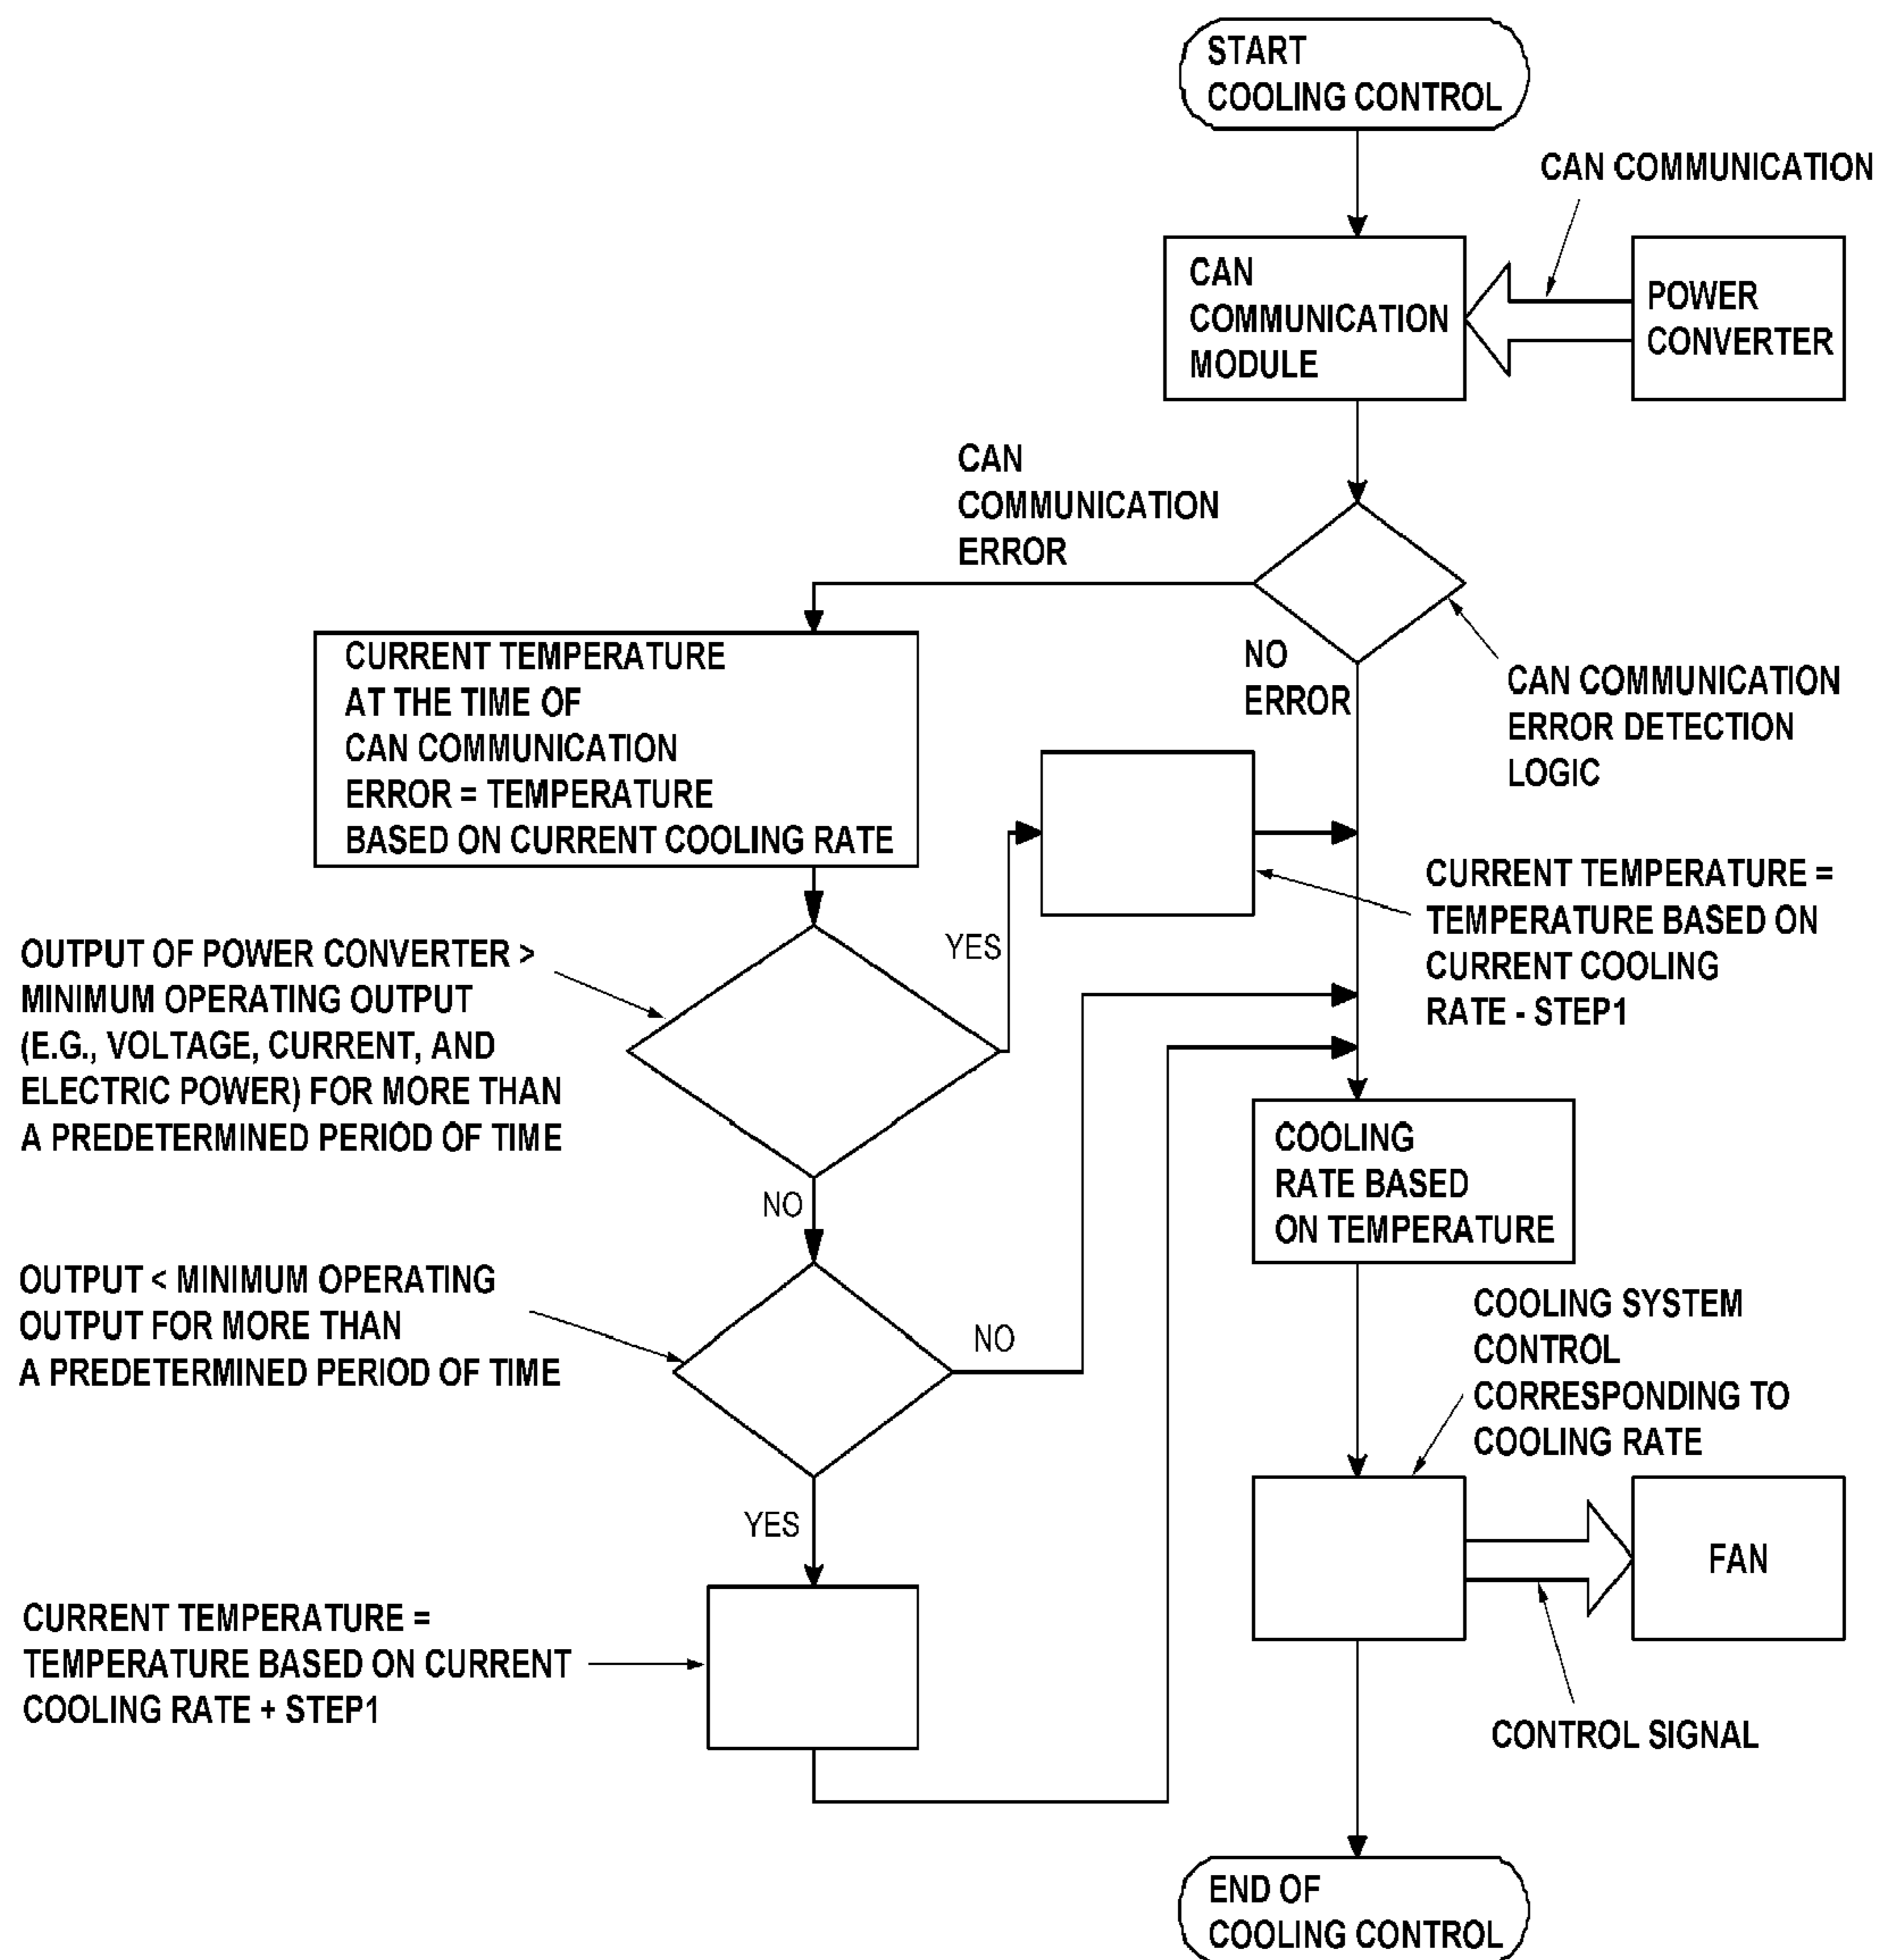 START
COOLING CONTROL
CAN COMMUNICATION
CAN
COMMUNICATION
MODULE
POWER
CONVERTER
CAN
COMMUNICATION
ERROR
NO
ERROR
CAN COMMUNICATION
ERROR DETECTION
LOGIC
CURRENT TEMPERATURE
AT THE TIME OF
CAN COMMUNICATION
ERROR = TEMPERATURE
BASED ON CURRENT COOLING RATE
CURRENT TEMPERATURE =
TEMPERATURE BASED ON
CURRENT COOLING
RATE - STEP1
OUTPUT OF POWER CONVERTER >
MINIMUM OPERATING OUTPUT
(E.G., VOLTAGE, CURRENT, AND
ELECTRIC POWER) FOR MORE THAN
A PREDETERMINED PERIOD OF TIME
YES
NO
COOLING
RATE BASED
ON TEMPERATURE
OUTPUT < MINIMUM OPERATING
OUTPUT FOR MORE THAN
A PREDETERMINED PERIOD OF TIME
NO
YES
COOLING SYSTEM
CONTROL
CORRESPONDING TO
COOLING RATE
FAN
CURRENT TEMPERATURE =
TEMPERATURE BASED ON CURRENT
COOLING RATE + STEP1
CONTROL SIGNAL
END OF
COOLING CONTROL